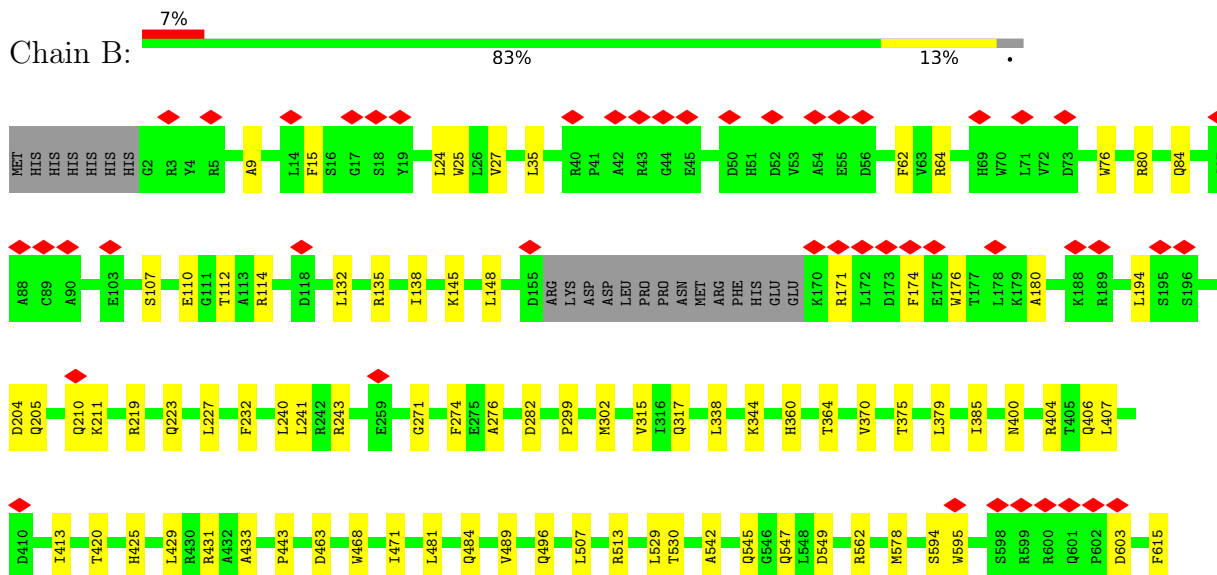 7%
Chain B:
83% 13% •
MET HIS HIS HIS HIS HIS HIS G2 R3 Y4 R5 A9 L14 F15 S16 G17 S18 Y19 L24 W25 L26 V27 L35 R40 P41 A42 R43 G44 E45 D50 H51 D52 V53 A54 E55 D56 F62 V63 R64 H69 W70 L71 V72 D73 W76 R80 Q84
A88 C89 A90 E103 S107 E110 G111 T112 A113 R114 D118 L132 R135 I138 K145 L148 D155 ARG LYS ASP ASP LEU PRO PRO ASN MET ARG PHE HIS GLU GLU K170 R171 L172 D173 F174 E175 W176 T177 L178 K179 A180 K188 R189 L194 S195 S196
D204 Q205 Q210 K211 R219 Q223 L227 F232 L240 L241 R242 R243 E259 G271 F274 E275 A276 D282 P299 M302 V315 I316 Q317 L338 K344 H360 T364 V370 T375 L379 I385 N400 R404 T405 Q406 L407
D410 I413 T420 H425 L429 R430 R431 A432 A433 P443 D463 W468 I471 L481 Q484 V489 Q496 L507 R513 L529 T530 A542 Q545 G546 Q547 L548 D549 R562 M578 S594 W595 S598 R599 R600 Q601 P602 D603 F615